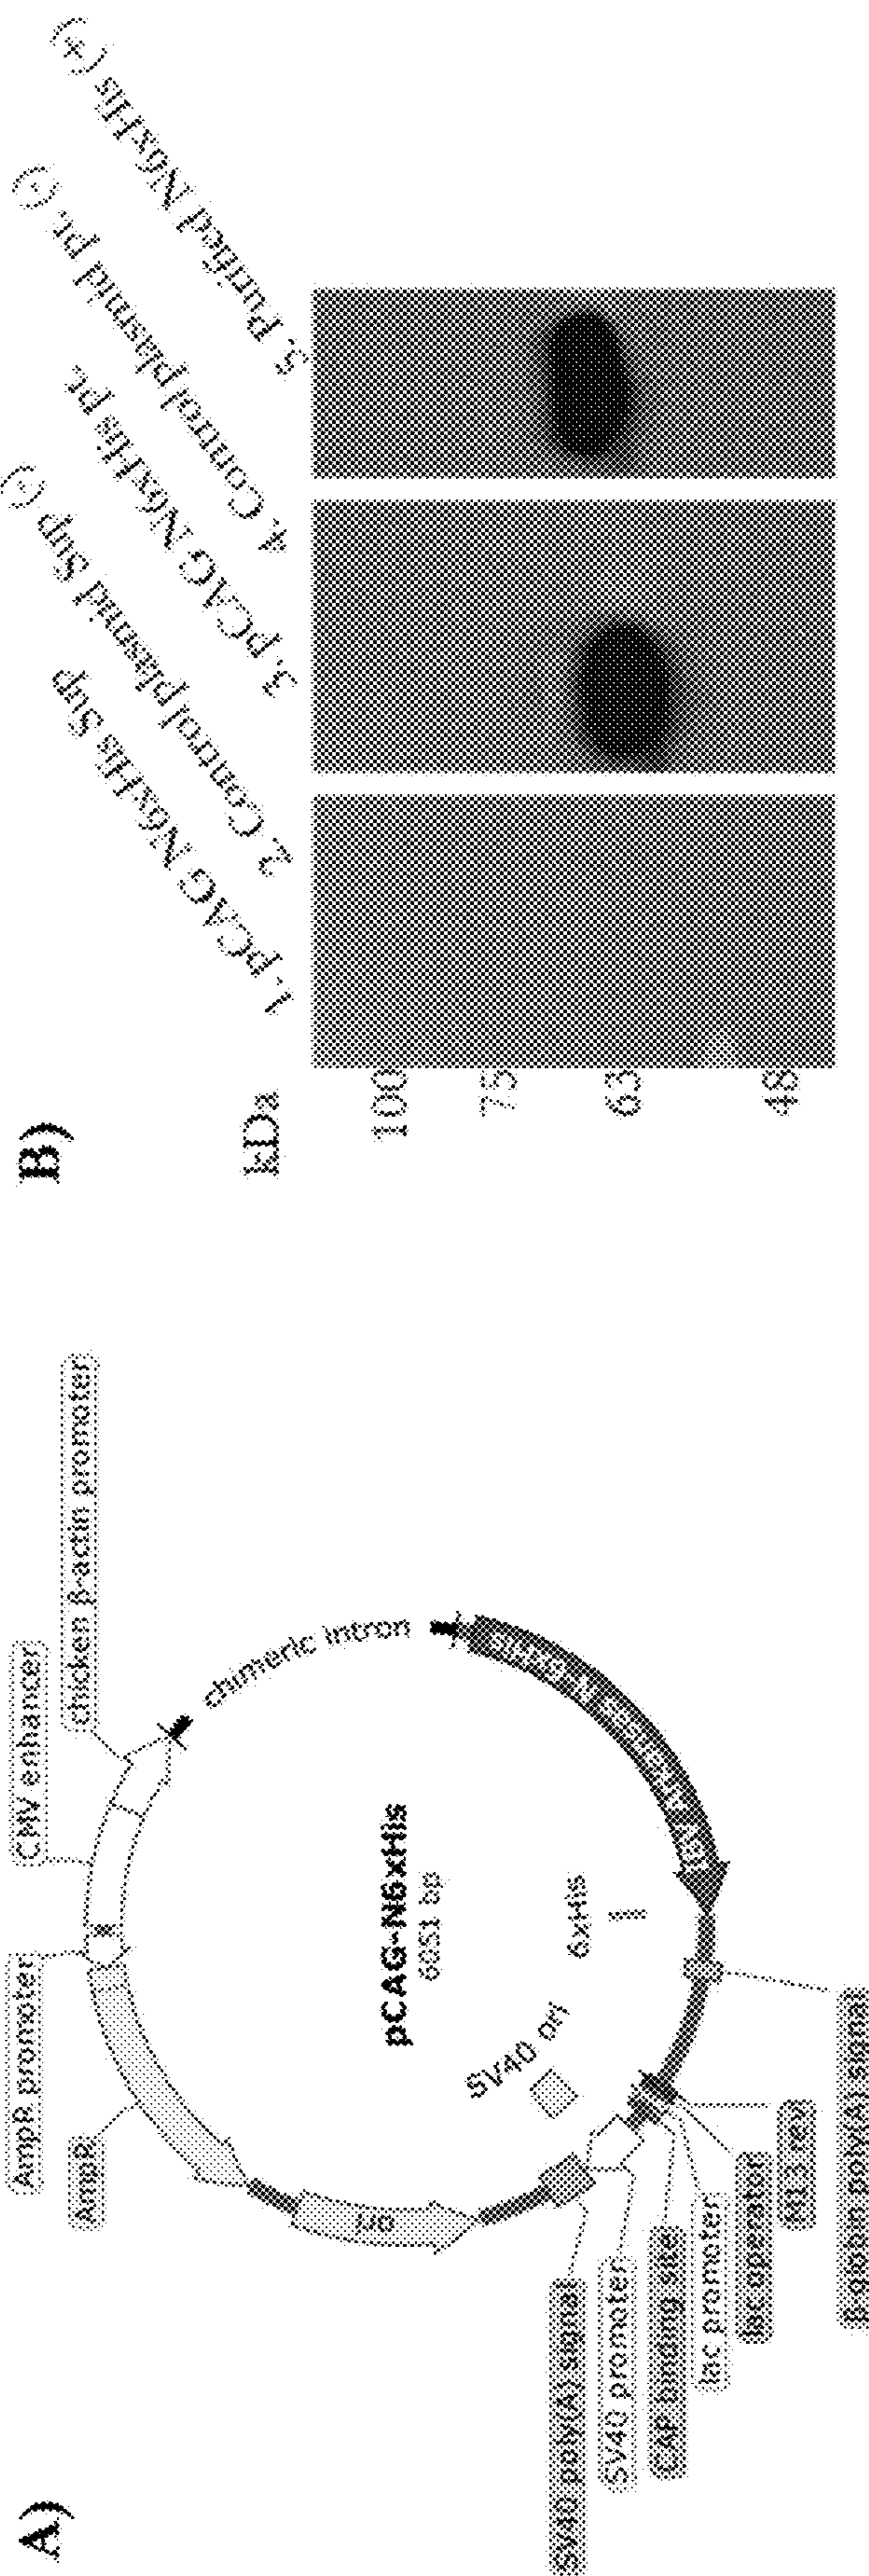 A)
AmpR promoter
CMV enhancer
chicken β-actin promoter
AmpR
chimeric intron
pCAG-N6xHis
6051 bp
ori
SV40 ori
6xHis
SV40 poly(A) signal
SV40 promoter
CAP binding site
lac promoter
lac operator
M13 rev
β-globin poly(A) signal
B)
kDa
1. pCAG N6xHis Sup
2. Control plasmid Sup (-)
3. pCAG N6xHis pt.
4. Control plasmid pt. (-)
5. Purified N6xHis (+)
100
75
63
48